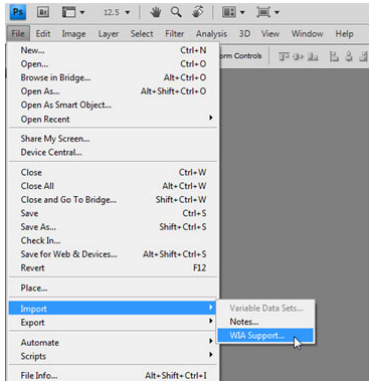 Ps Br 12.5
File Edit Image Layer Select Filter Analysis 3D View Window Help
New... Ctrl+N
orm Controls
Open... Ctrl+O
Browse in Bridge... Alt+Ctrl+O
Open As... Alt+Shift+Ctrl+O
Open As Smart Object...
Open Recent
Share My Screen...
Device Central...
Close Ctrl+W
Close All Alt+Ctrl+W
Close and Go To Bridge... Shift+Ctrl+W
Save Ctrl+S
Save As... Shift+Ctrl+S
Check In...
Save for Web & Devices... Alt+Shift+Ctrl+S
Revert F12
Place...
Import Variable Data Sets...
Export Notes...
WIA Support...
Automate
Scripts
File Info... Alt+Shift+Ctrl+I